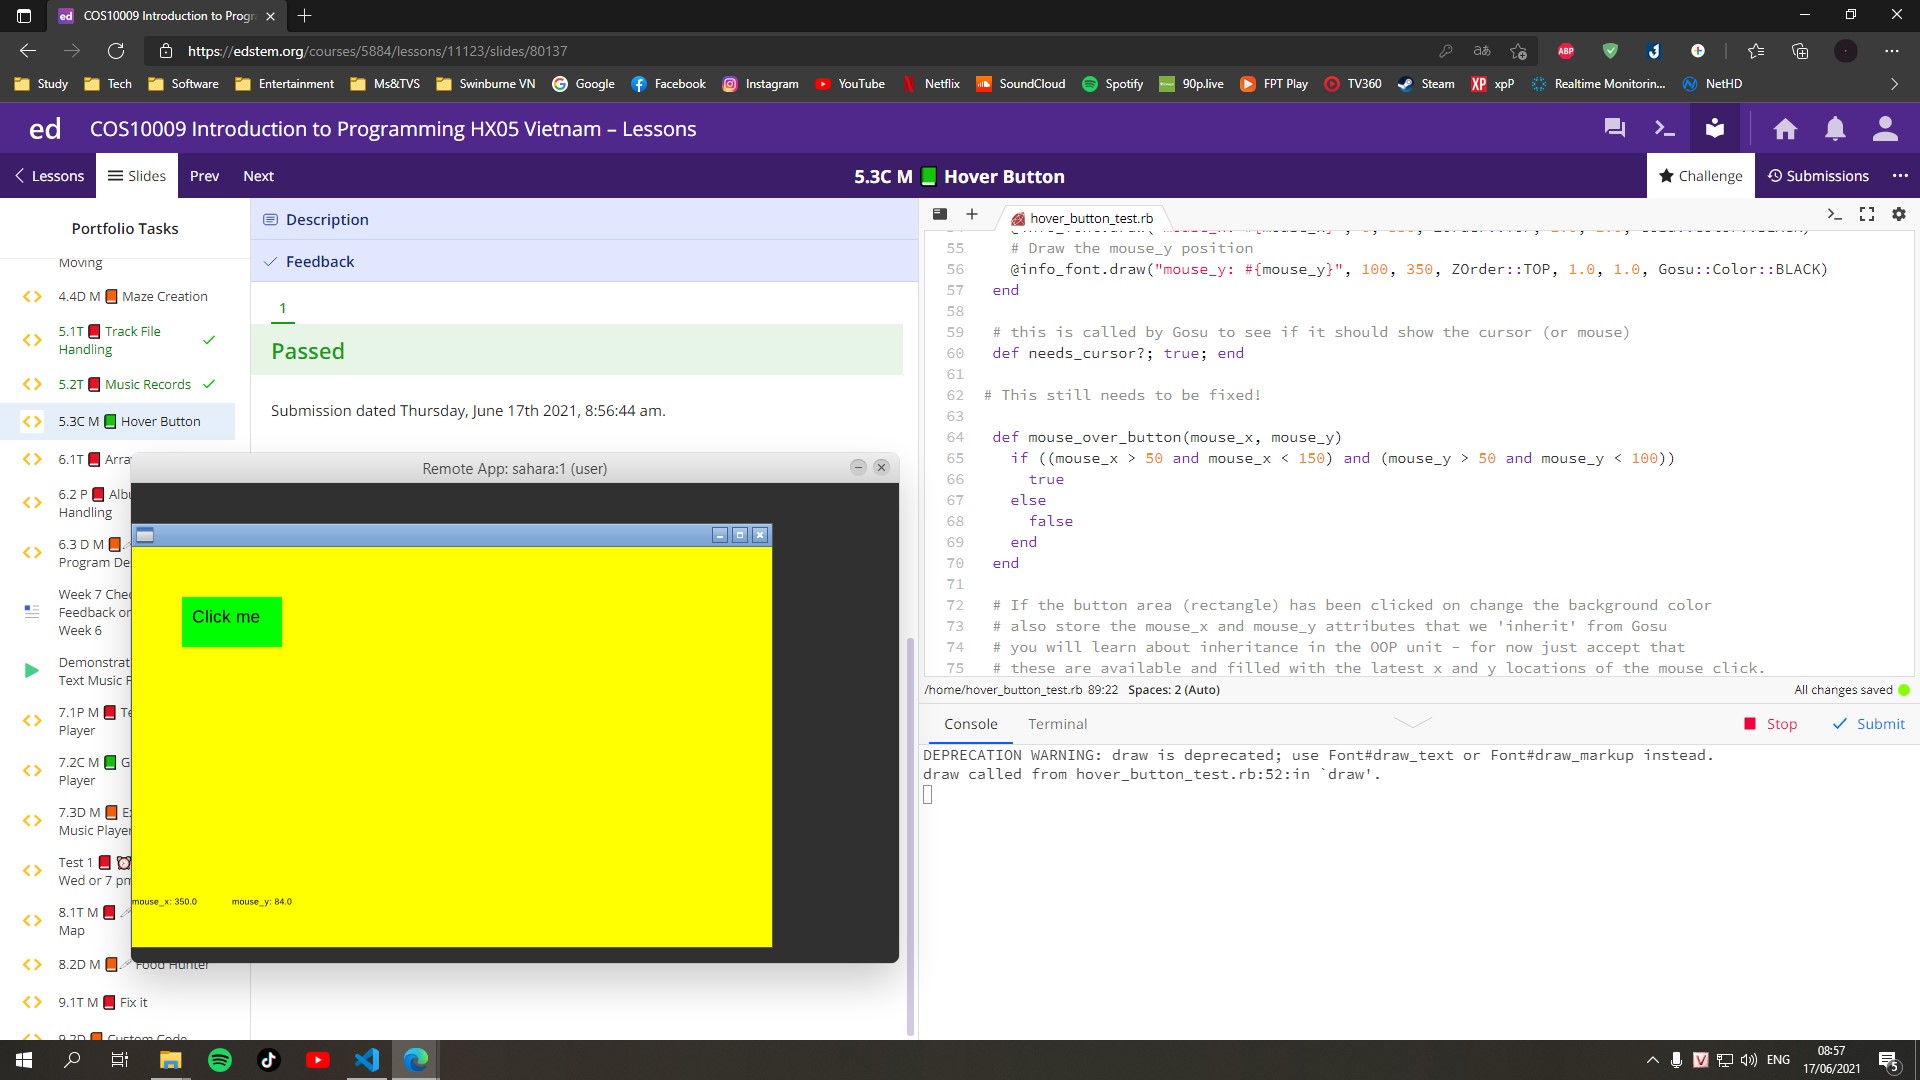 COS10009 Introduction to Progr
https://edstem.org/courses/5884/lessons/11123/slides/80137
Study
Tech
Software
Entertainment
Ms&TVS
Swinburne VN
Google
Facebook
Instagram
YouTube
Netflix
SoundCloud
Spotify
90p.live
FPT Play
TV360
Steam
xpP
Realtime Monitorin...
NetHD
ed COS10009 Introduction to Programming HX05 Vietnam – Lessons
Lessons
Slides
Prev
Next
5.3C M Hover Button
Challenge
Submissions
Portfolio Tasks
Moving
4.4D M Maze Creation
5.1T Track File
Handling
5.2T Music Records
5.3C M Hover Button
6.1T Arra
6.2 P Albu
Handling
6.3 D M
Program De
Week 7 Chec
Feedback or
Week 6
Demonstrat
Text Music P
7.1P M Te
Player
7.2C M G
Player
7.3D M Ex
Music Player
Test 1
Wed or 7 pm
8.1T M
Map
8.2D M Food Hunter
9.1T M Fix it
9.2D Custom Code
Description
Feedback
1
Passed
Submission dated Thursday, June 17th 2021, 8:56:44 am.
Remote App: sahara:1 (user)
Click me
mouse_x: 350.0
mouse_y: 84.0
hover_button_test.rb
55 # Draw the mouse_y position
56 @info_font.draw("mouse_y: #{mouse_y}", 100, 350, ZOrder::TOP, 1.0, 1.0, Gosu::Color::BLACK)
57 end
58
59 # this is called by Gosu to see if it should show the cursor (or mouse)
60 def needs_cursor?; true; end
61
62 # This still needs to be fixed!
63
64 def mouse_over_button(mouse_x, mouse_y)
65 if ((mouse_x > 50 and mouse_x < 150) and (mouse_y > 50 and mouse_y < 100))
66 true
67 else
68 false
69 end
70 end
71
72 # If the button area (rectangle) has been clicked on change the background color
73 # also store the mouse_x and mouse_y attributes that we 'inherit' from Gosu
74 # you will learn about inheritance in the OOP unit - for now just accept that
75 # these are available and filled with the latest x and y locations of the mouse click.
/home/hover_button_test.rb 89:22 Spaces: 2 (Auto)
All changes saved
Console
Terminal
Stop
Submit
DEPRECATION WARNING: draw is deprecated; use Font#draw_text or Font#draw_markup instead.
draw called from hover_button_test.rb:52:in `draw'.
ENG
08:57
17/06/2021
5